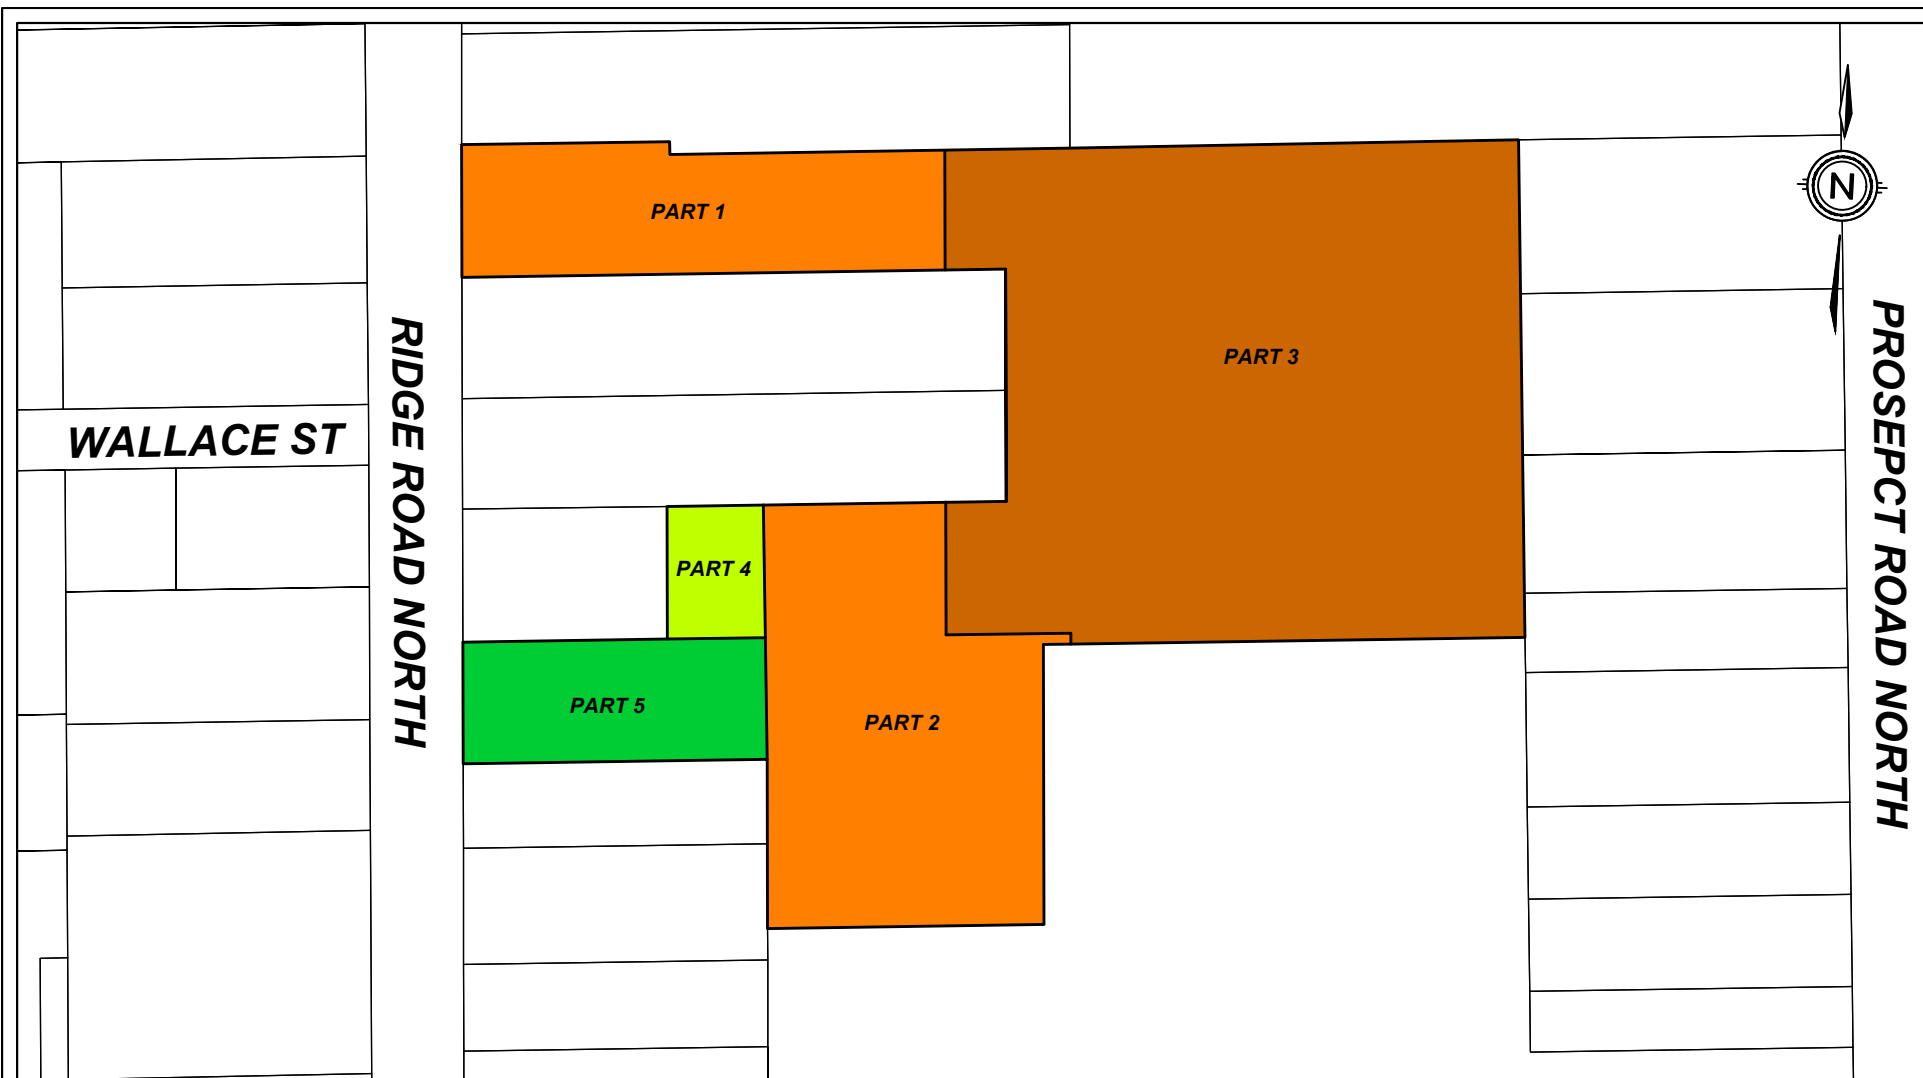 PART 1
N
PART 3
RIDGE ROAD NORTH
PROSEPCT ROAD NORTH
WALLACE ST
PART 4
PART 5
PART 2